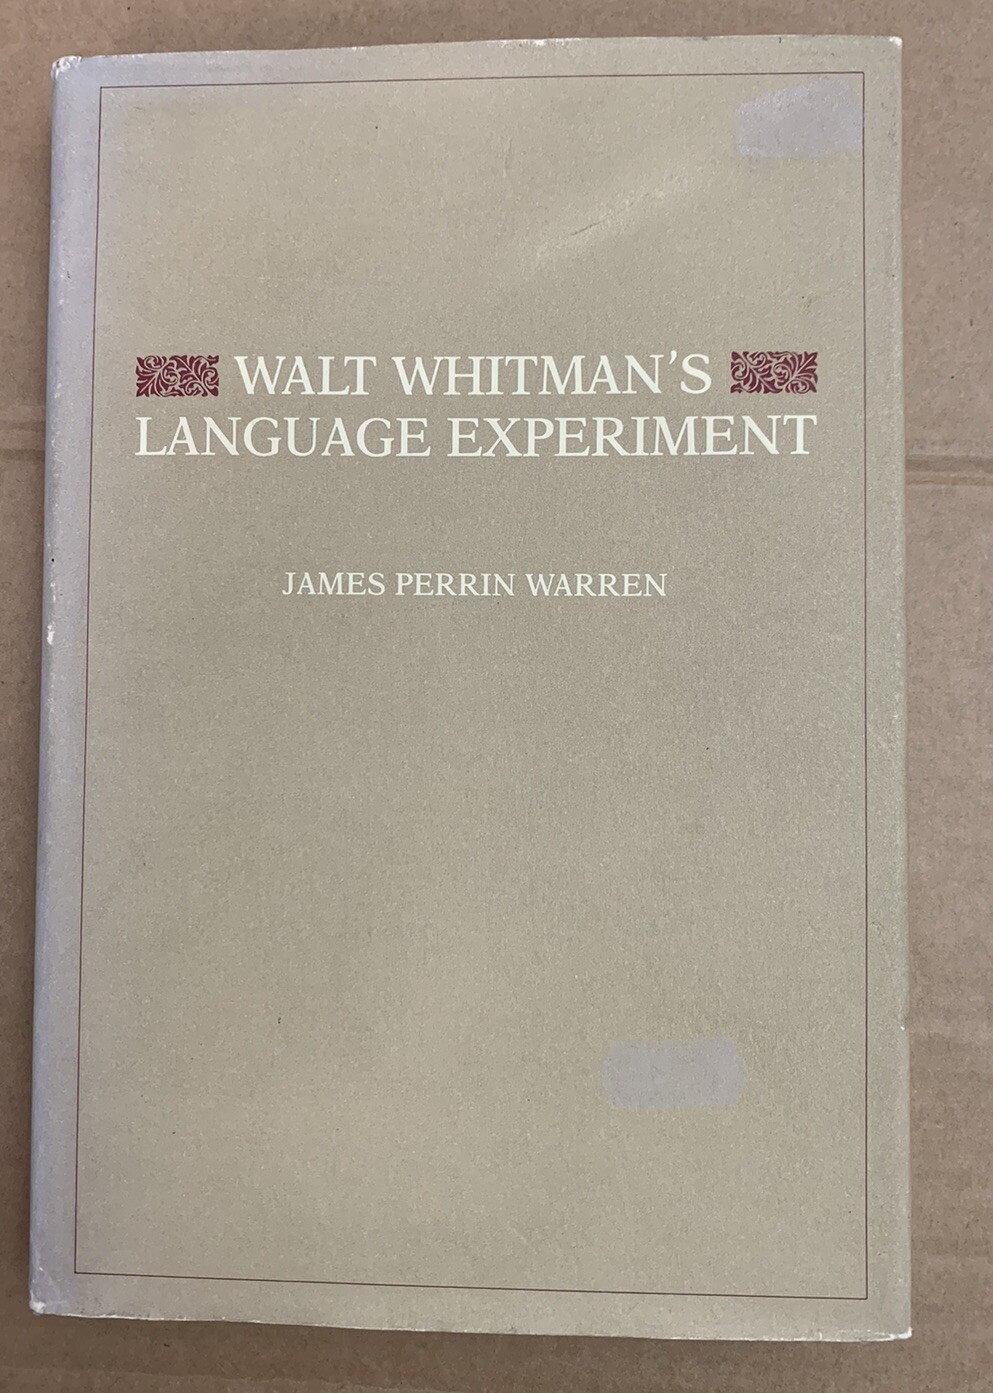 WALT WHITMAN'S
LANGUAGE EXPERIMENT
JAMES PERRIN WARREN